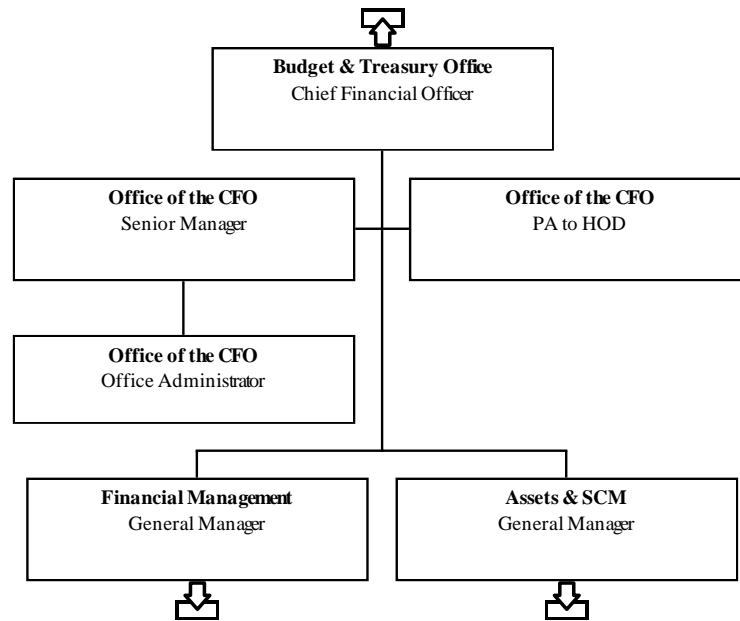 Budget & Treasury Office
Chief Financial Officer
Office of the CFO
Senior Manager
Office of the CFO
PA to HOD
Office of the CFO
Office Administrator
Financial Management
General Manager
Assets & SCM
General Manager